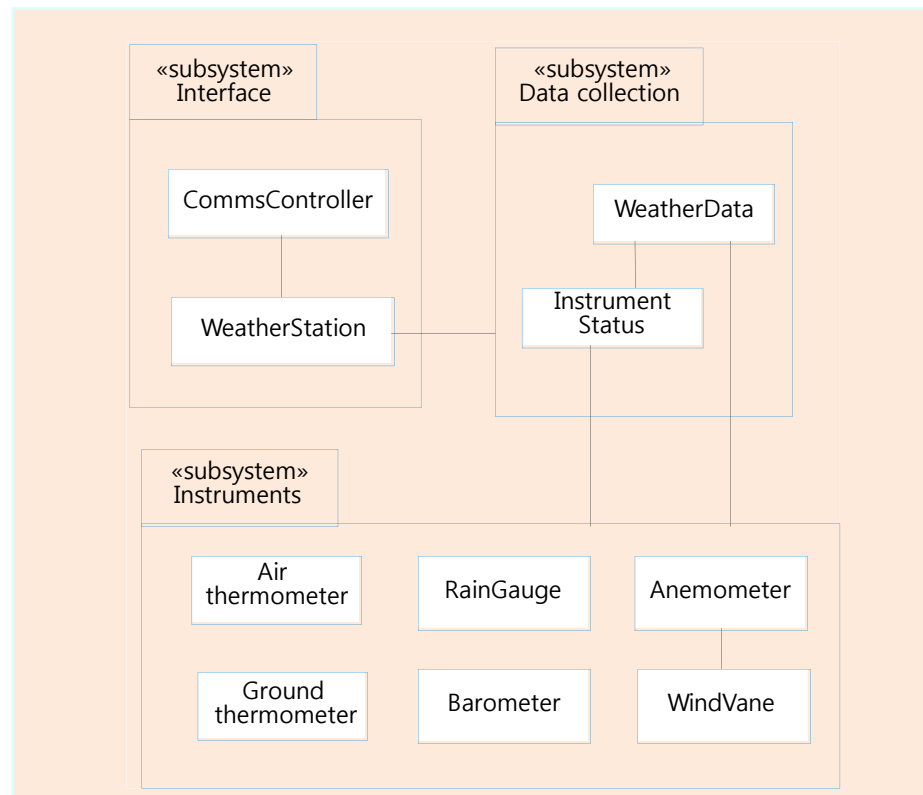 «subsystem»
Interface
«subsystem»
Data collection
CommsController
WeatherData
WeatherStation
Instrument
Status
«subsystem»
Instruments
Air
thermometer
RainGauge
Anemometer
Ground
thermometer
Barometer
WindVane